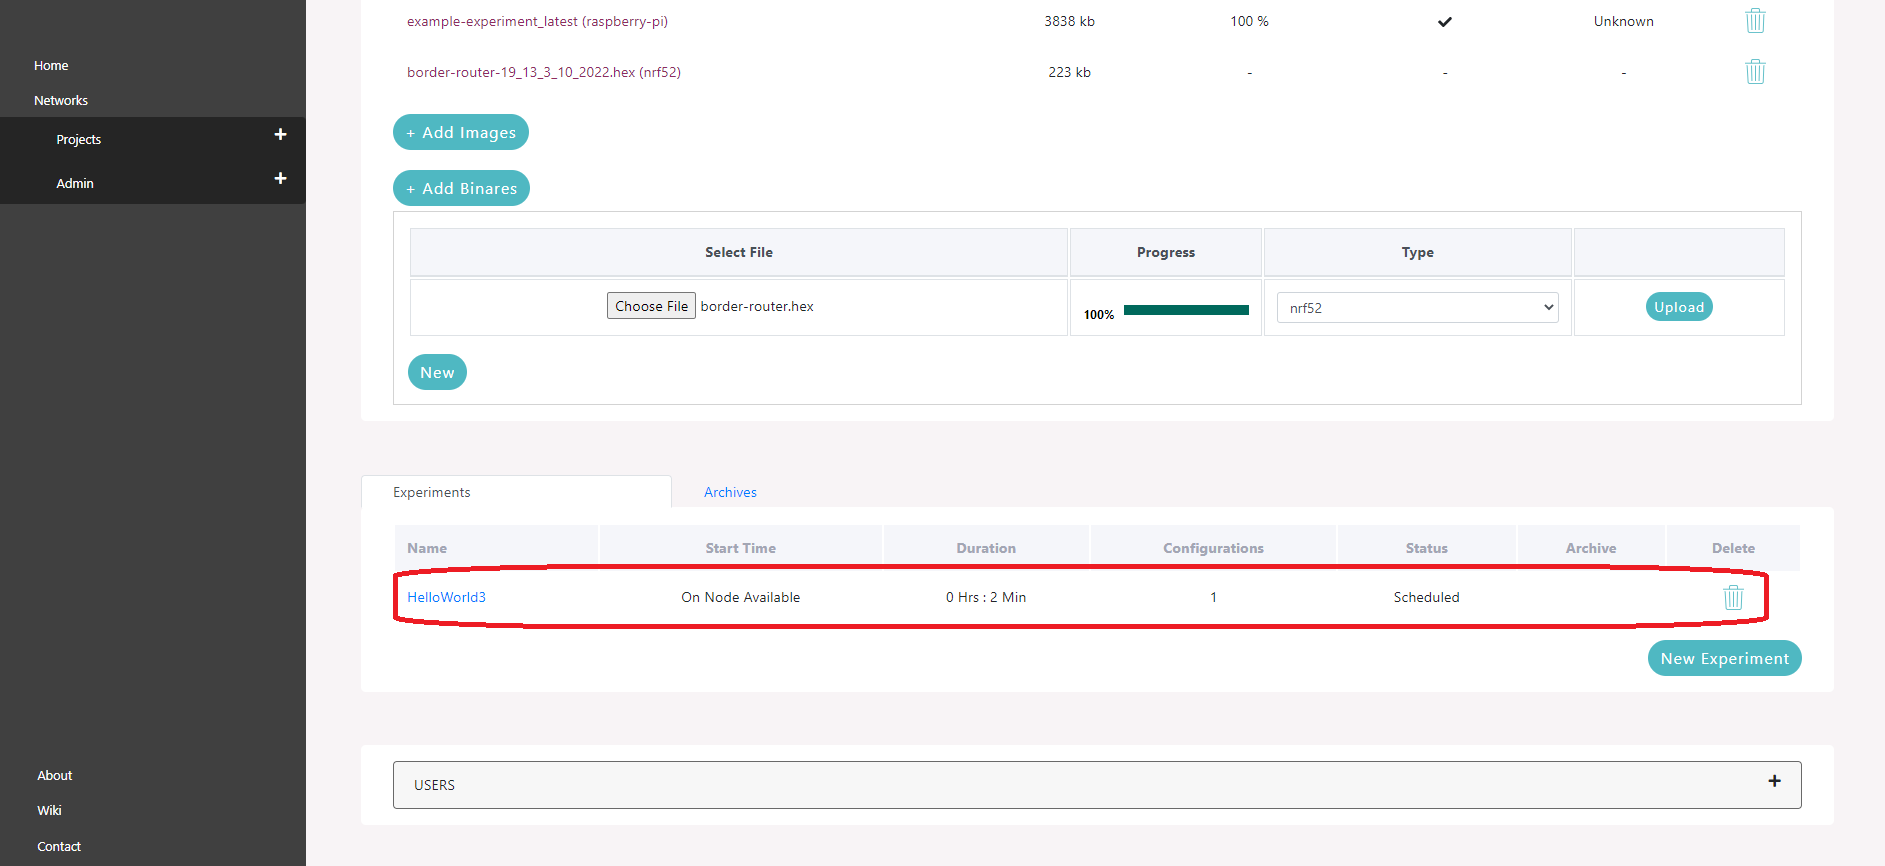 Home
Networks
Projects
+
Admin
+
About
Wiki
Contact
example-experiment_latest (raspberry-pi) 3838 kb 100 % Unknown
border-router-19_13_3_10_2022.hex (nrf52) 223 kb - - -
+ Add Images
+ Add Binares
Select File Progress Type
Choose File border-router.hex 100% nrf52 Upload
New
Experiments Archives
Name Start Time Duration Configurations Status Archive Delete
HelloWorld3 On Node Available 0 Hrs : 2 Min 1 Scheduled
New Experiment
USERS +